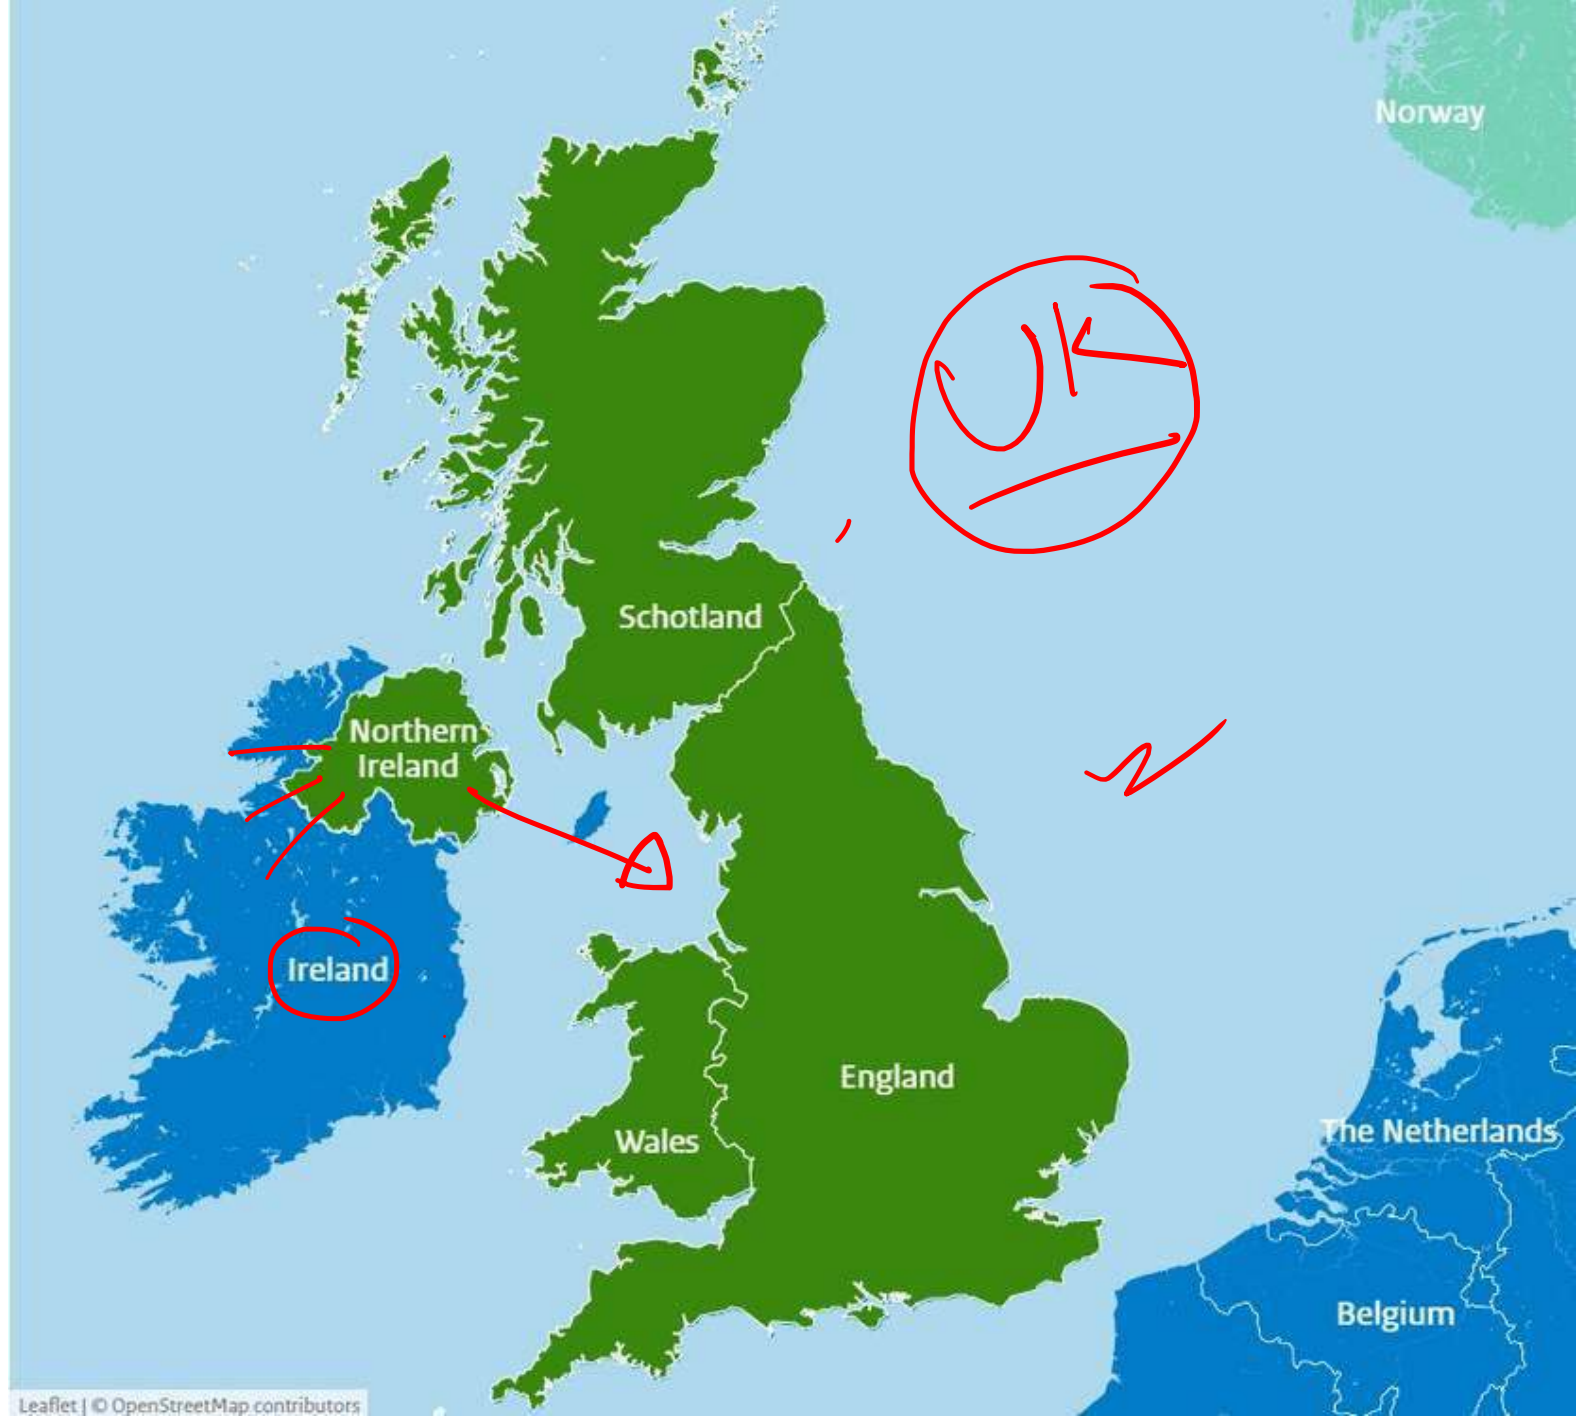 Norway
UK
Schotland
Northern
Ireland
Ireland
England
The Netherlands
Wales
Belgium
Leaflet | © OpenStreetMap contributors